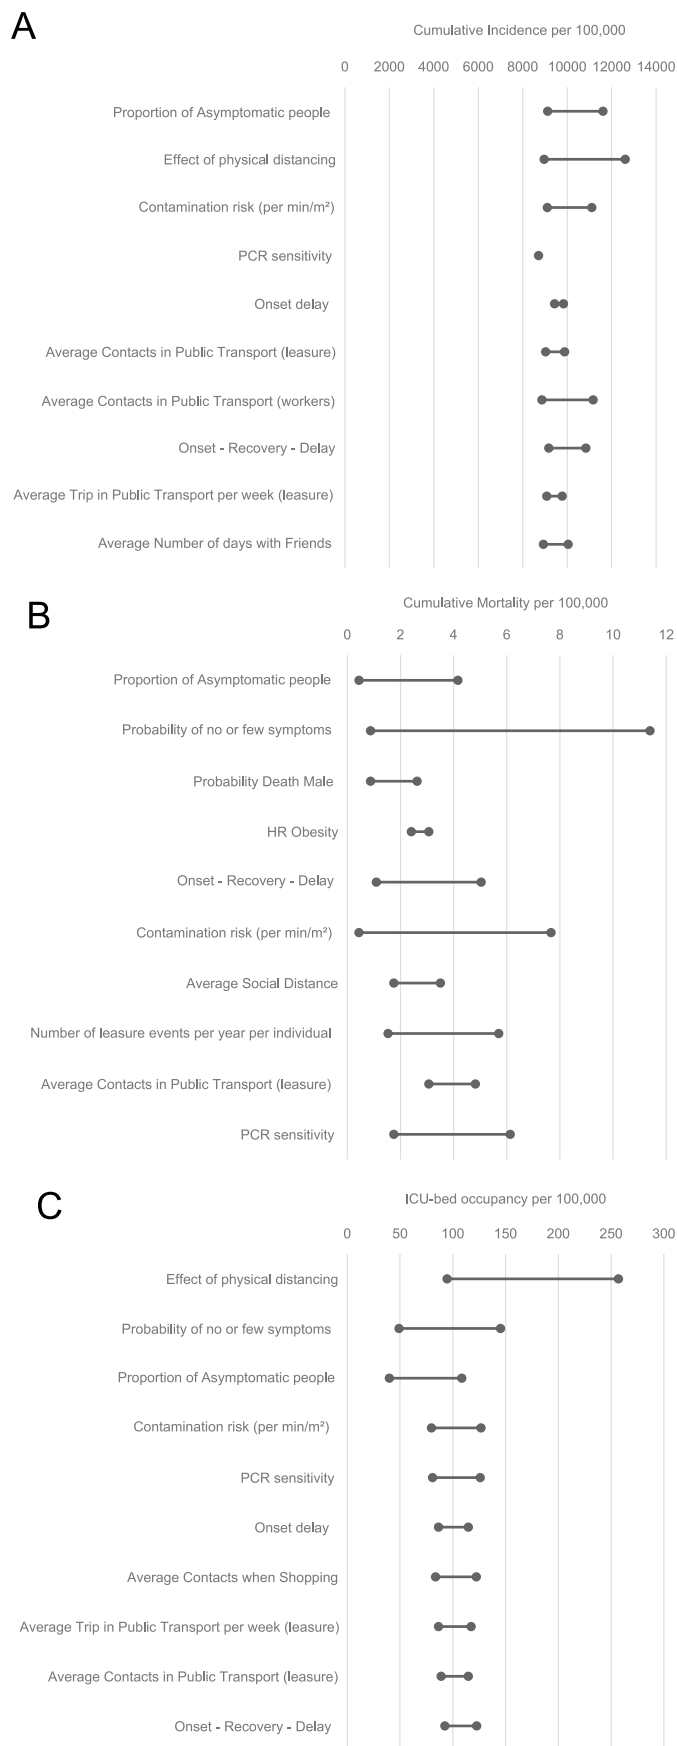 A
Cumulative Incidence per 100,000
0 2000 4000 6000 8000 10000 12000 14000
Proportion of Asymptomatic people
Effect of physical distancing
Contamination risk (per min/m²)
PCR sensitivity
Onset delay
Average Contacts in Public Transport (leasure)
Average Contacts in Public Transport (workers)
Onset - Recovery - Delay
Average Trip in Public Transport per week (leasure)
Average Number of days with Friends
B
Cumulative Mortality per 100,000
0 2 4 6 8 10 12
Proportion of Asymptomatic people
Probability of no or few symptoms
Probability Death Male
HR Obesity
Onset - Recovery - Delay
Contamination risk (per min/m²)
Average Social Distance
Number of leasure events per year per individual
Average Contacts in Public Transport (leasure)
PCR sensitivity
C
ICU-bed occupancy per 100,000
0 50 100 150 200 250 300
Effect of physical distancing
Probability of no or few symptoms
Proportion of Asymptomatic people
Contamination risk (per min/m²)
PCR sensitivity
Onset delay
Average Contacts when Shopping
Average Trip in Public Transport per week (leasure)
Average Contacts in Public Transport (leasure)
Onset - Recovery - Delay